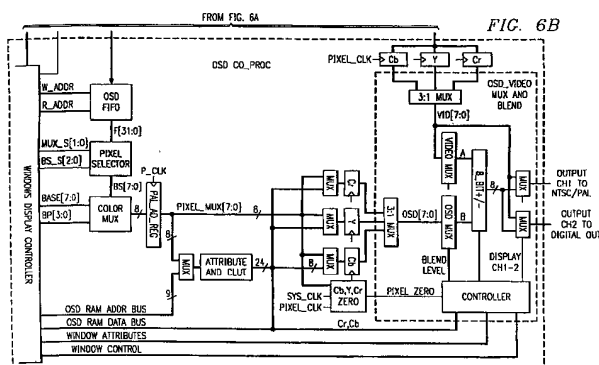 FROM FIG. 6A
FIG. 6B
OSD CO_PROC
PIXEL_CLK
Cb
Y
Cr
OSD_VIDEO
MUX AND
BLEND
3:1 MUX
VID[7:0]
W_ADDR
R_ADDR
OSD
FIFO
F[31:0]
MUX_S[1:0]
BS_S[2:0]
PIXEL
SELECTOR
BS[7:0]
P_CLK
BASE[7:0]
BP[3:0]
COLOR
MUX
8
PAL_AD_REG
PIXEL_MUX[7:0]
8
8
WINDOWS DISPLAY CONTROLLER
MUX
ATTRIBUTE
AND CLUT
24
8
9
MUX
Cr
MUX
Y
MUX
Cb
3:1 MUX
OSD[7:0]
VIDEO MUX
A
OSD MUX
B
8_BIT+/-
8
MUX
OUTPUT
CH1 TO
NTSC/PAL
MUX
OUTPUT
CH2 TO
DIGITAL OUT
BLEND
LEVEL
DISPLAY
CH1-2
SYS_CLK
PIXEL_CLK
Cb,Y,Cr
ZERO
PIXEL ZERO
CONTROLLER
OSD RAM ADDR BUS
OSD RAM DATA BUS
Cr,Cb
WINDOW ATTRIBUTES
WINDOW CONTROL